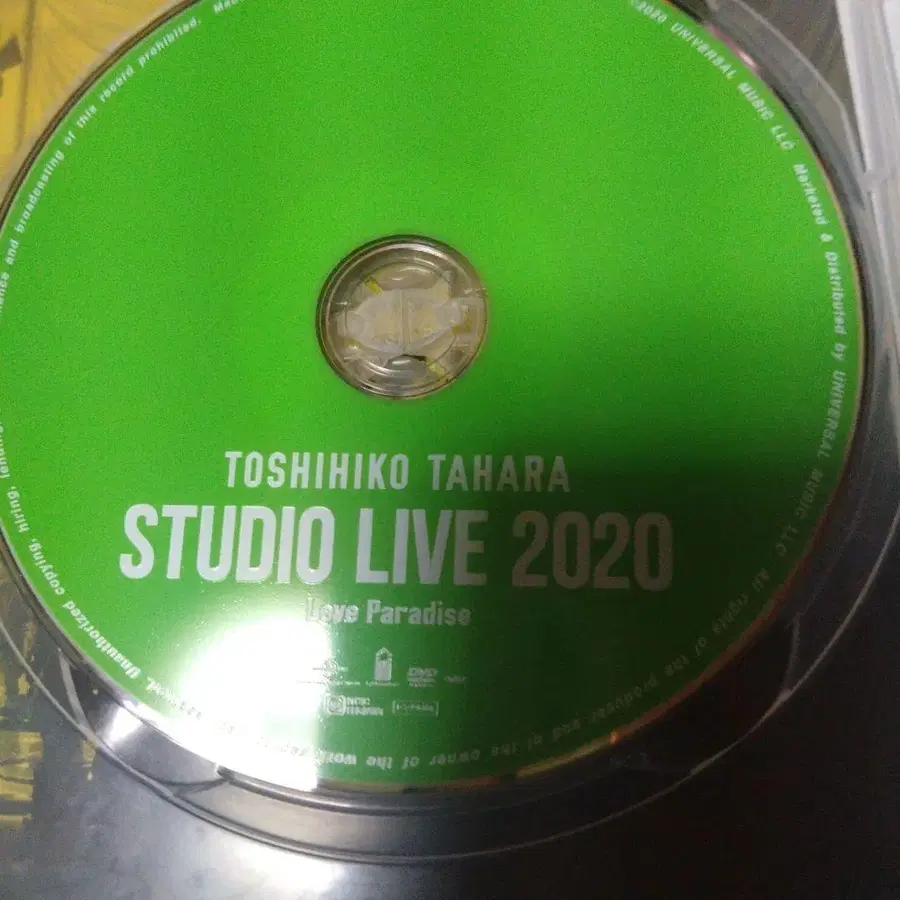 TOSHIHIKO TAHARA
STUDIO LIVE 2020
Love Paradise
DVD
©2020 UNIVERSAL MUSIC LLC Marketed & Distributed by UNIVERSAL MUSIC LLC All rights of the producer and of the owner of the work
Unauthorized copying, hiring, lending,
and broadcasting of this record prohibited.